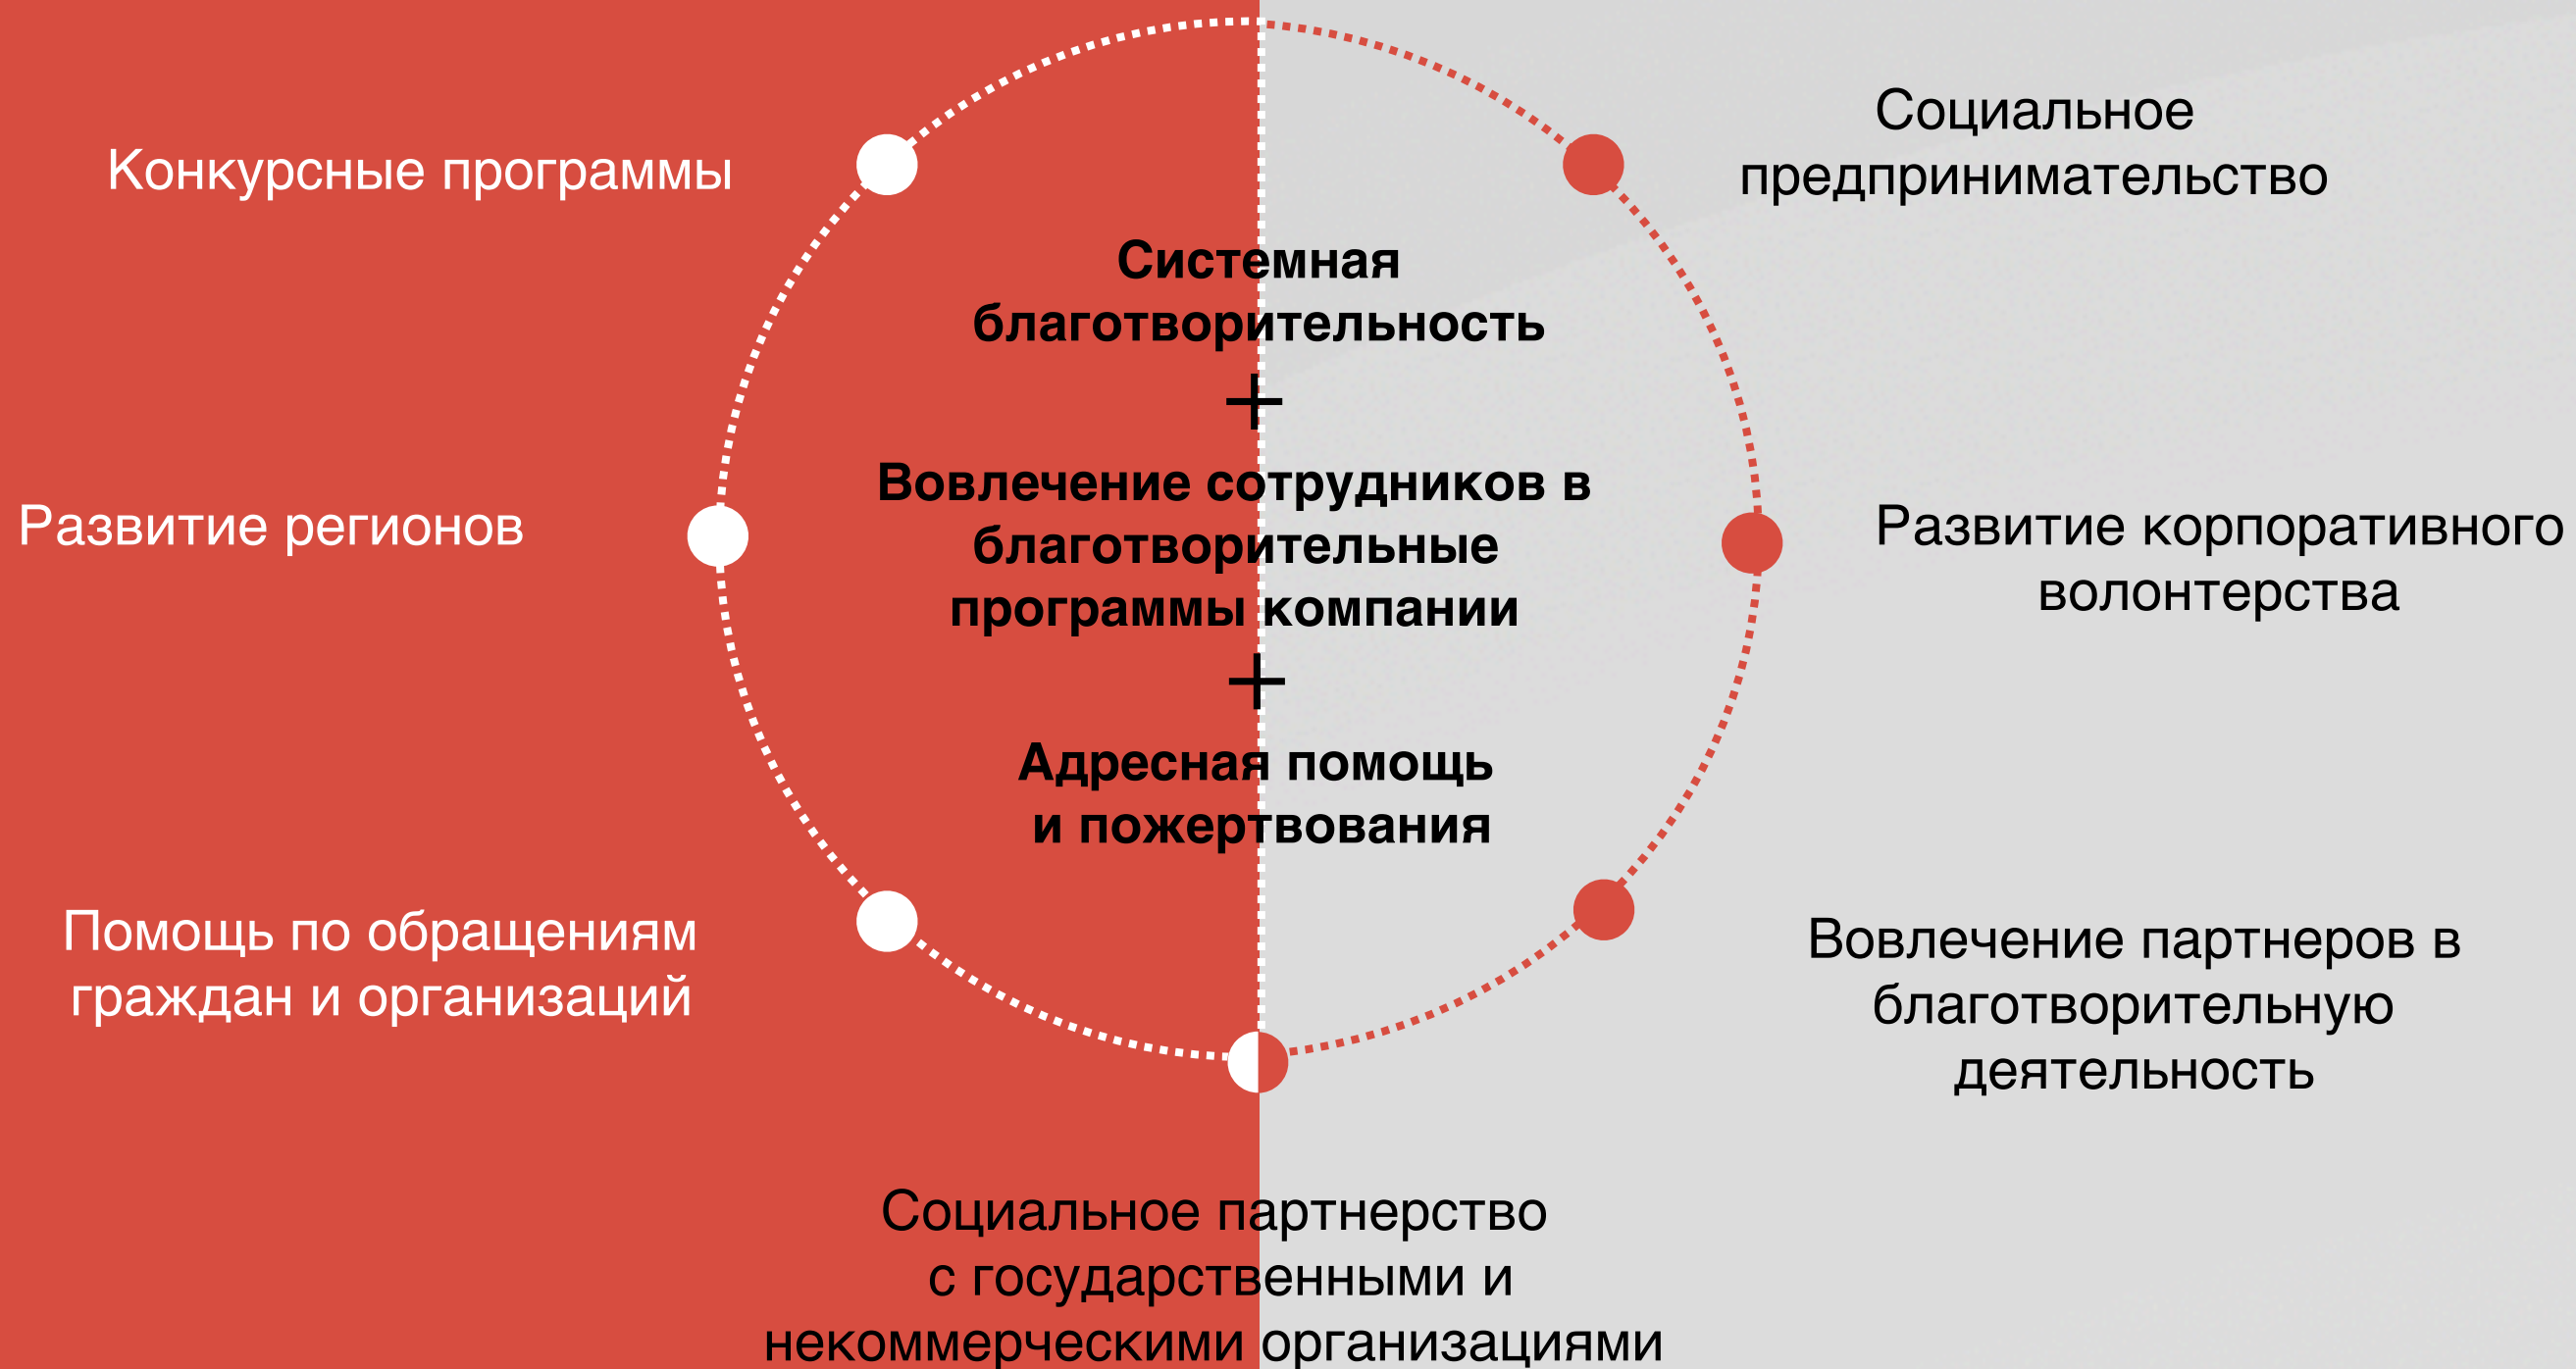 Конкурсные программы
Развитие регионов
Помощь по обращениям
граждан и организаций
Системная
благотворительность
+
Вовлечение сотрудников в
благотворительные
программы компании
+
Адресная помощь
и пожертвования
Социальное
предпринимательство
Развитие корпоративного
волонтерства
Вовлечение партнеров в
благотворительную
деятельность
Социальное партнерство
с государственными и
некоммерческими организациями